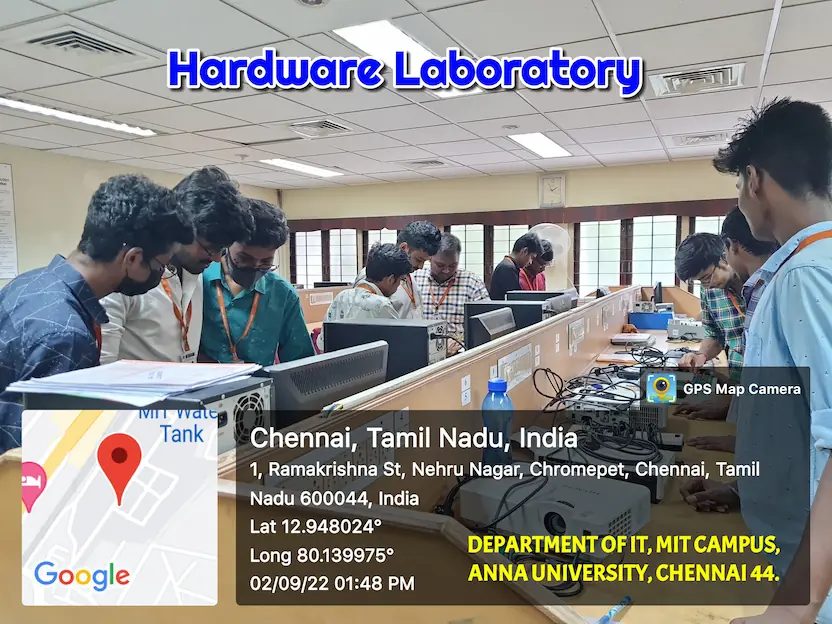 Hardware Laboratory
GPS Map Camera
MIT Wate
Tank
Google
Chennai, Tamil Nadu, India
1, Ramakrishna St, Nehru Nagar, Chromepet, Chennai, Tamil
Nadu 600044, India
Lat 12.948024°
Long 80.139975°
02/09/22 01:48 PM
DEPARTMENT OF IT, MIT CAMPUS,
ANNA UNIVERSITY, CHENNAI 44.